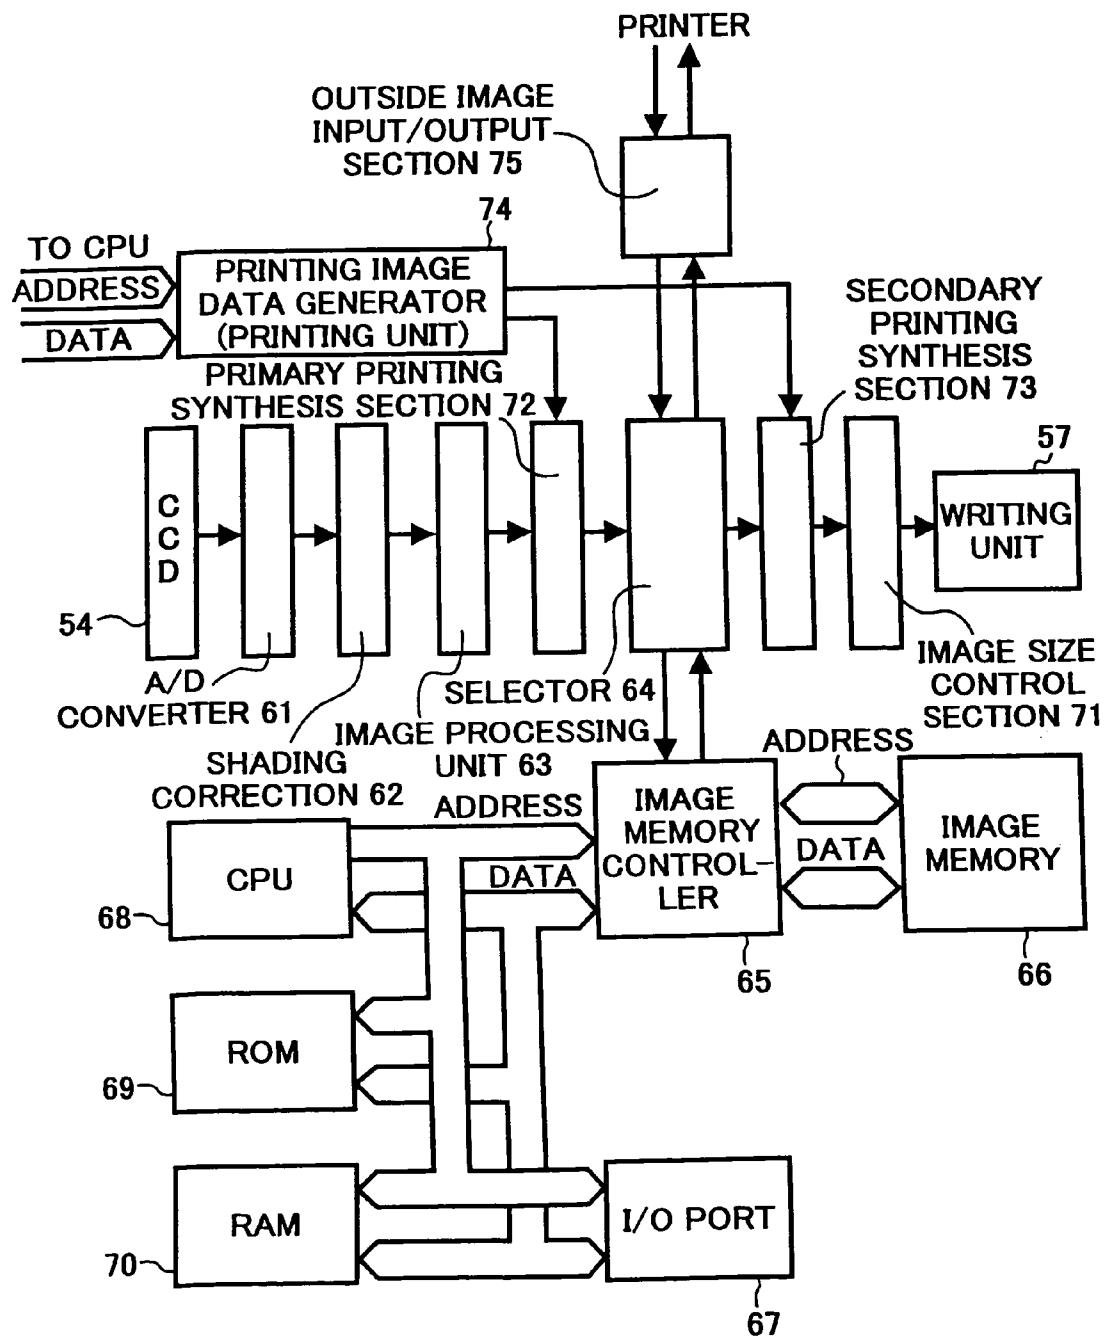 PRINTER
OUTSIDE IMAGE
INPUT/OUTPUT
SECTION 75
74
TO CPU
ADDRESS
DATA
PRINTING IMAGE
DATA GENERATOR
(PRINTING UNIT)
SECONDARY
PRINTING
SYNTHESIS
SECTION 73
PRIMARY PRINTING
SYNTHESIS SECTION 72
CCD
54
57
WRITING
UNIT
A/D
CONVERTER 61
SHADING
CORRECTION 62
IMAGE PROCESSING
UNIT 63
SELECTOR 64
IMAGE SIZE
CONTROL
SECTION 71
ADDRESS
DATA
IMAGE
MEMORY
CONTROL-
LER
65
ADDRESS
DATA
IMAGE
MEMORY
66
CPU
68
ROM
69
RAM
70
I/O PORT
67